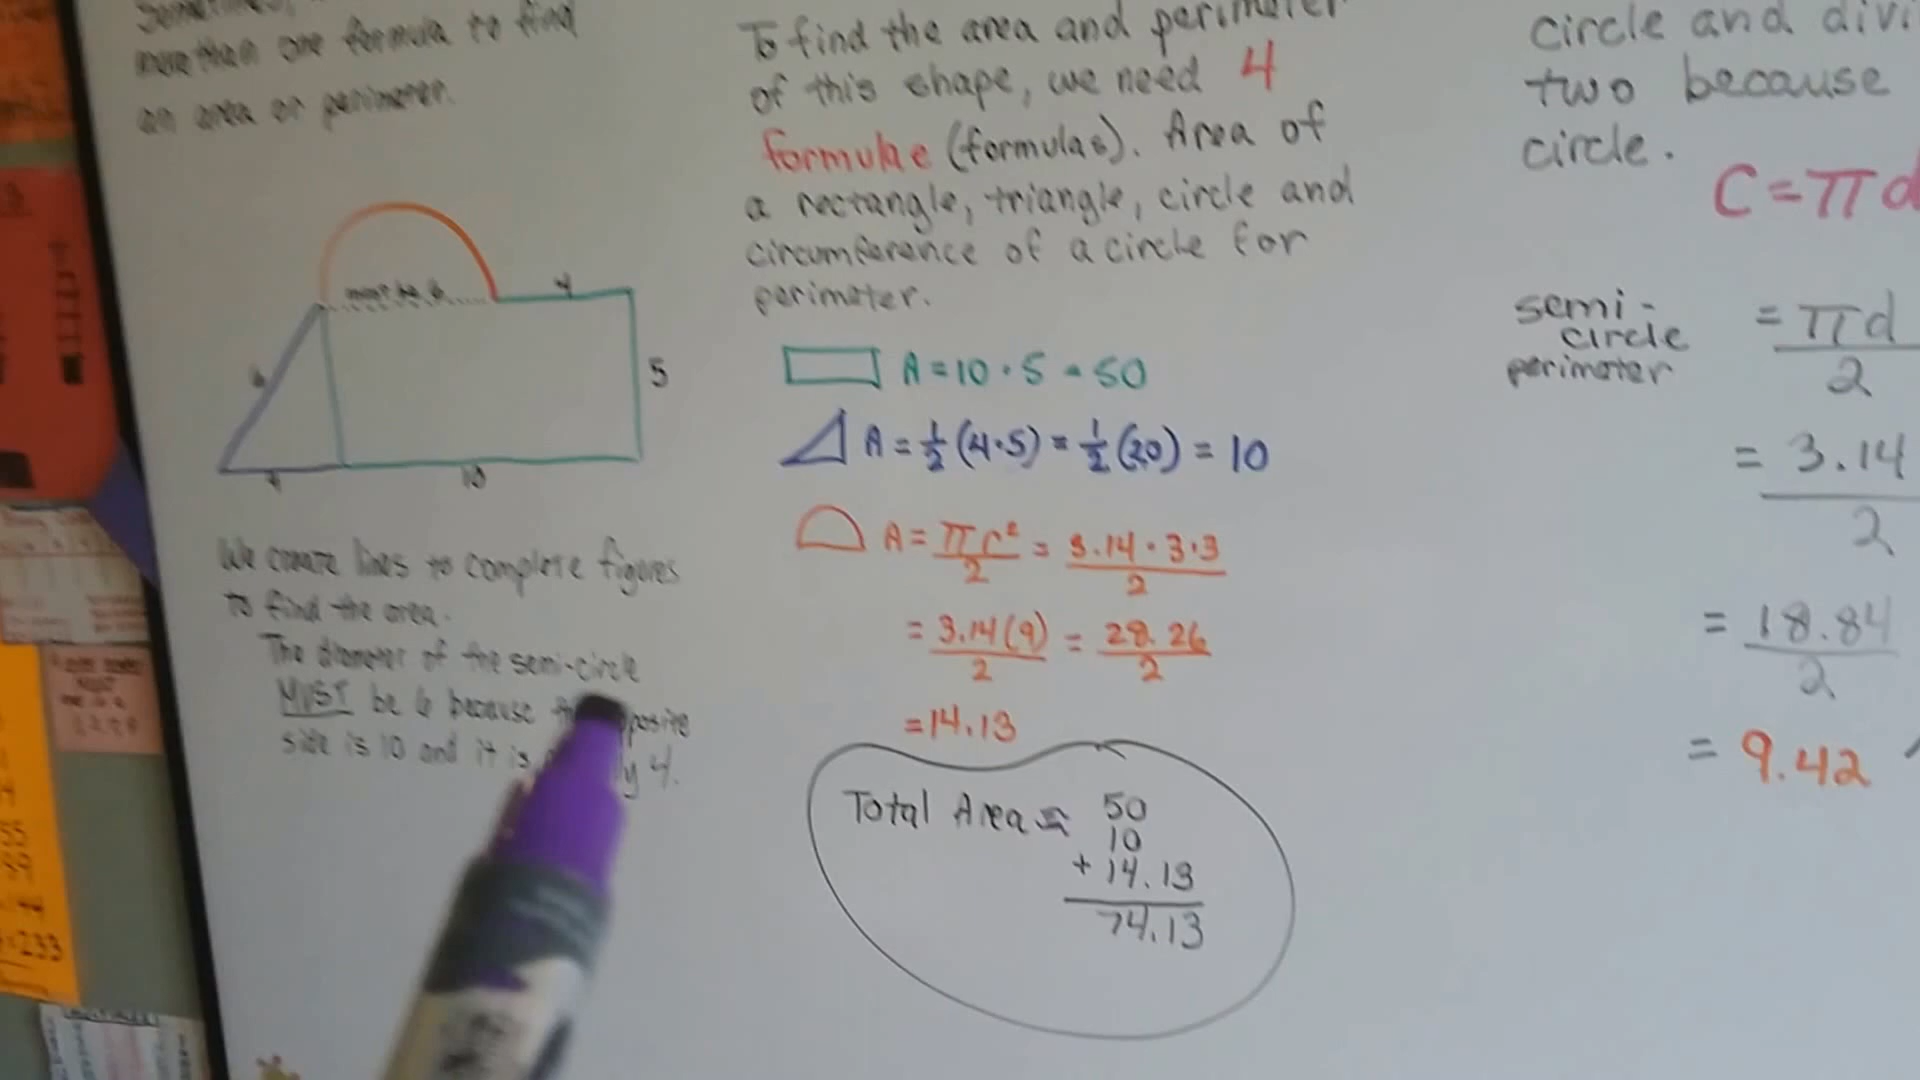 more than one formula to find
an area or perimeter.
must be 6
4
6
5
4
10
We create lines to complete figures
to find the area.
The diameter of the semi-circle
MUST be 6 because
side is 10 and it is 4.
To find the area and perimeter
of this shape, we need 4
formulae (formulas). Area of
a rectangle, triangle, circle and
circumference of a circle for
perimeter.
A = 10 · 5 = 50
A = 1/2 (4·5) = 1/2 (20) = 10
A = πr²/2 = 3.14 · 3·3/2
= 3.14(9)/2 = 28.26/2
= 14.13
Total Area = 50
10
+ 14.13
74.13
circle and
two because
circle.
C = πd
semi-
circle
perimeter
= πd/2
= 3.14/2
= 18.84/2
= 9.42